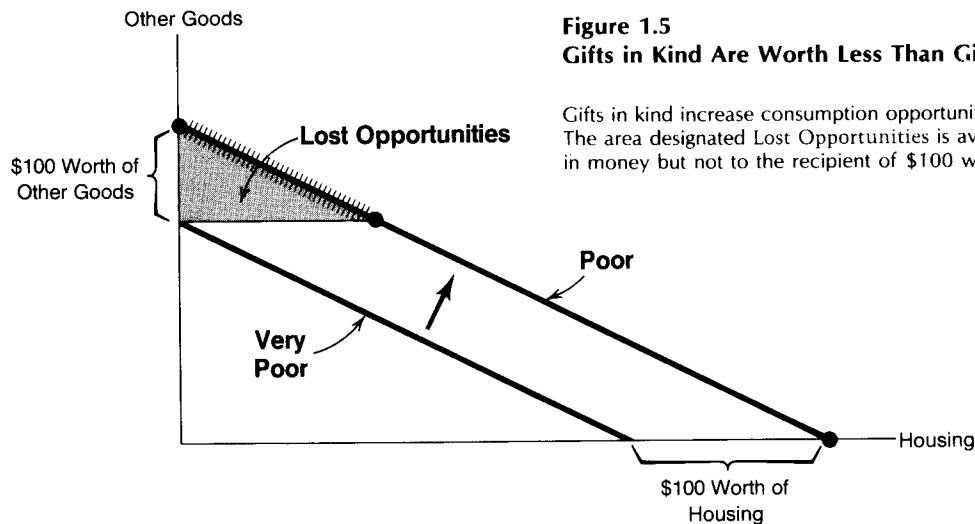 Other Goods
Figure 1.5
Gifts in Kind Are Worth Less Than
Gifts in kind increase consumption
The area designated Lost Opportunities is
in money but not to the recipient of $100
Lost Opportunities
$100 Worth of
Other Goods
Poor
Very
Poor
Housing
$100 Worth of
Housing